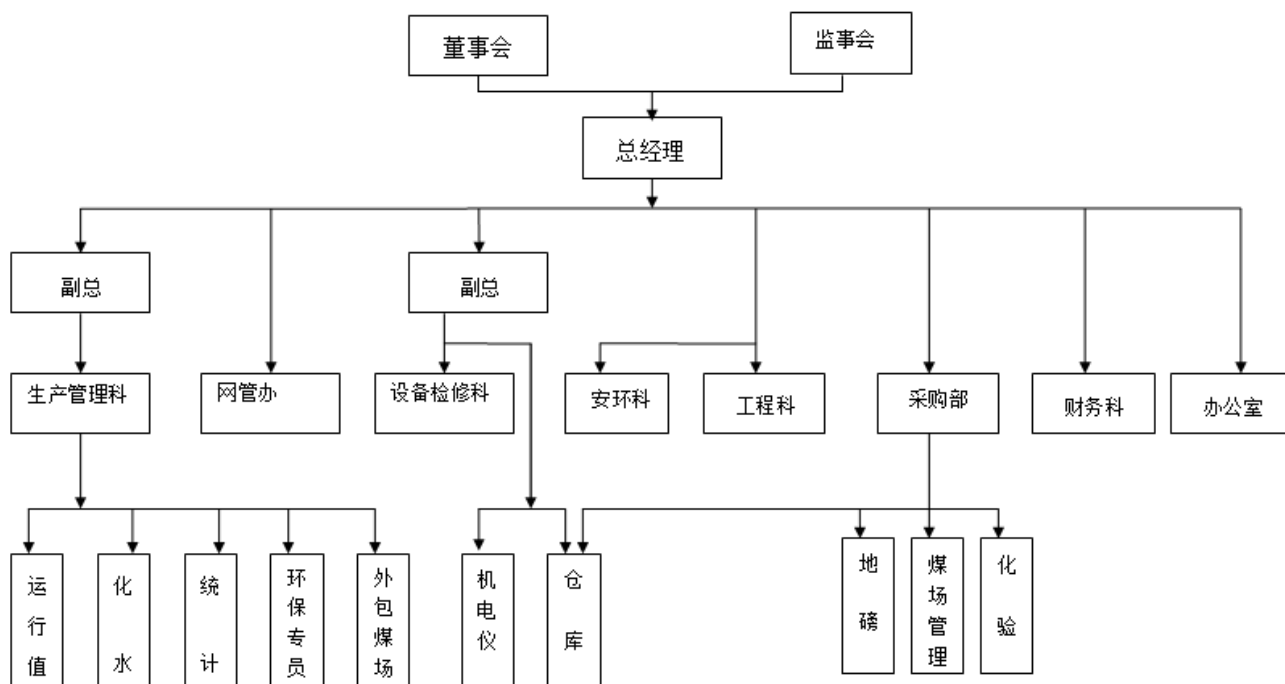 董事会
监事会
总经理
副总
副总
生产管理科
网管办
设备检修科
安环科
工程科
采购部
财务科
办公室
运行值
化水
统计
环保专员
外包煤场
机电仪
仓库
地磅
煤场管理
化验